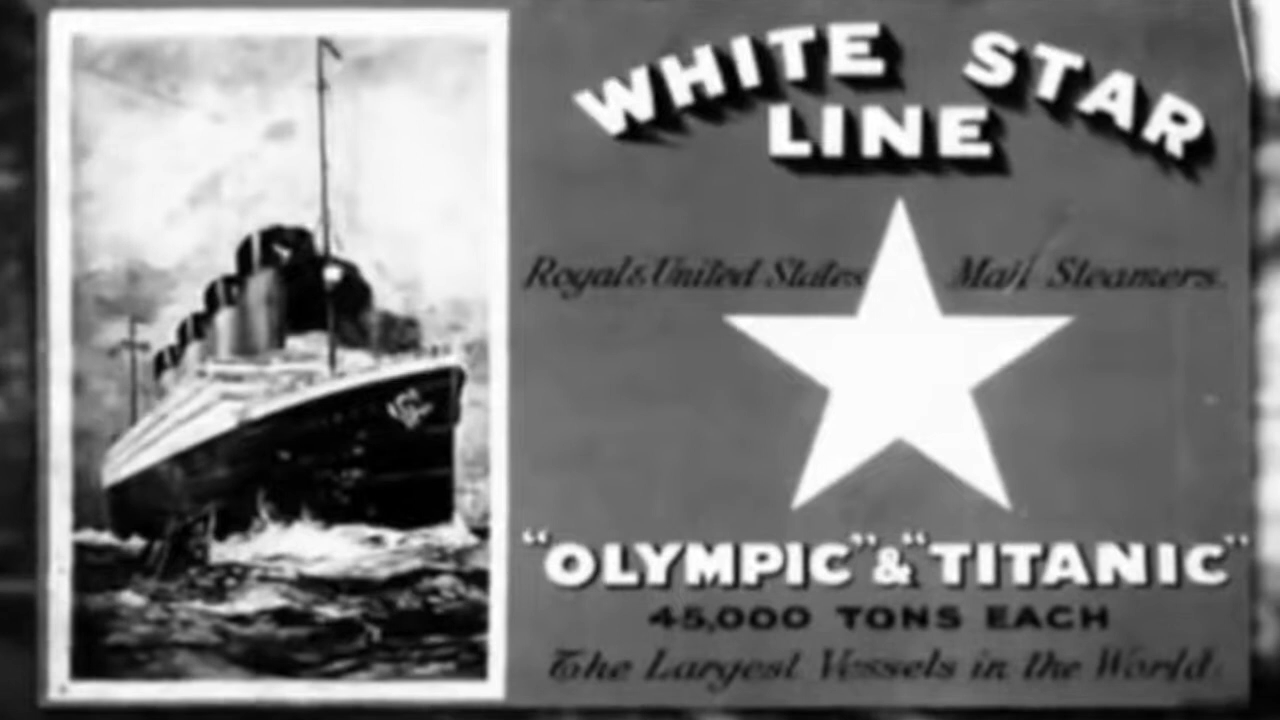 WHITE STAR
LINE
Royal & United States Mail Steamers.
"OLYMPIC" & "TITANIC"
45,000 TONS EACH
The Largest Vessels in the World.